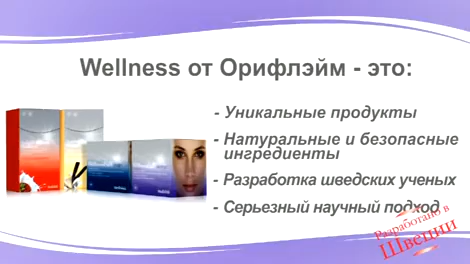 Wellness от Орифлэйм - это:
- Уникальные продукты
- Натуральные и безопасные
ингредиенты
- Разработка шведских ученых
- Серьезный научный подход
Разработано в
Швеции